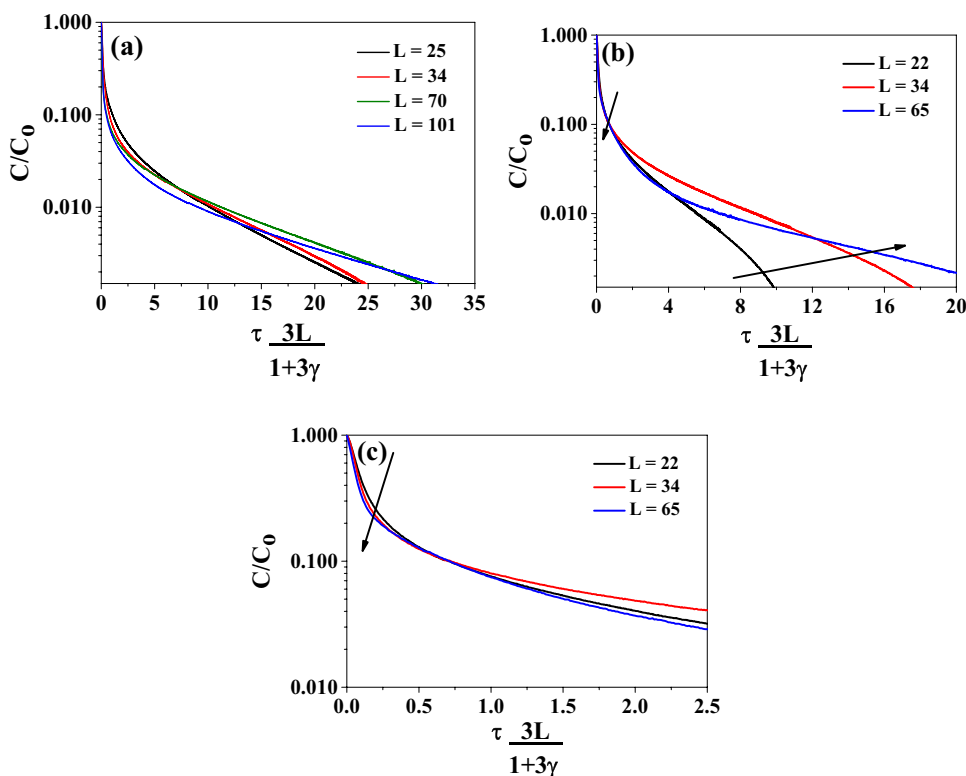 (a)
C/C₀
1.000
0.100
0.010
L = 25
L = 34
L = 70
L = 101
0 5 10 15 20 25 30 35
τ 3L
1+3γ
(b)
C/C₀
1.000
0.100
0.010
L = 22
L = 34
L = 65
0 4 8 12 16 20
τ 3L
1+3γ
(c)
C/C₀
1.000
0.100
0.010
L = 22
L = 34
L = 65
0.0 0.5 1.0 1.5 2.0 2.5
τ 3L
1+3γ